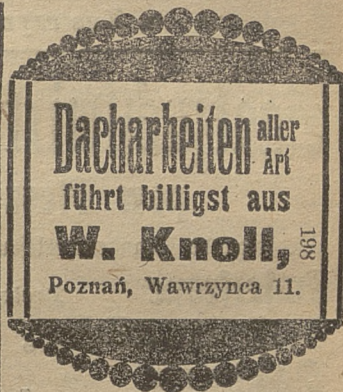 Dacharbeiten aller Art
führt billigst aus
W. Knoll,
198
Poznań, Wawrzynca 11.